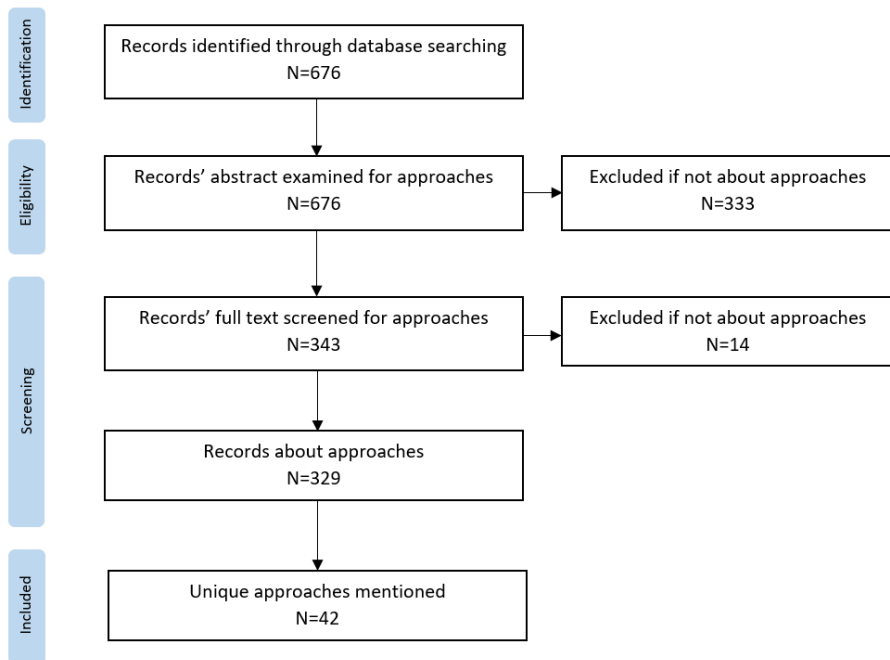 Identification
Records identified through database searching
N=676
Eligibility
Records’ abstract examined for approaches
N=676
Excluded if not about approaches
N=333
Screening
Records’ full text screened for approaches
N=343
Excluded if not about approaches
N=14
Records about approaches
N=329
Included
Unique approaches mentioned
N=42